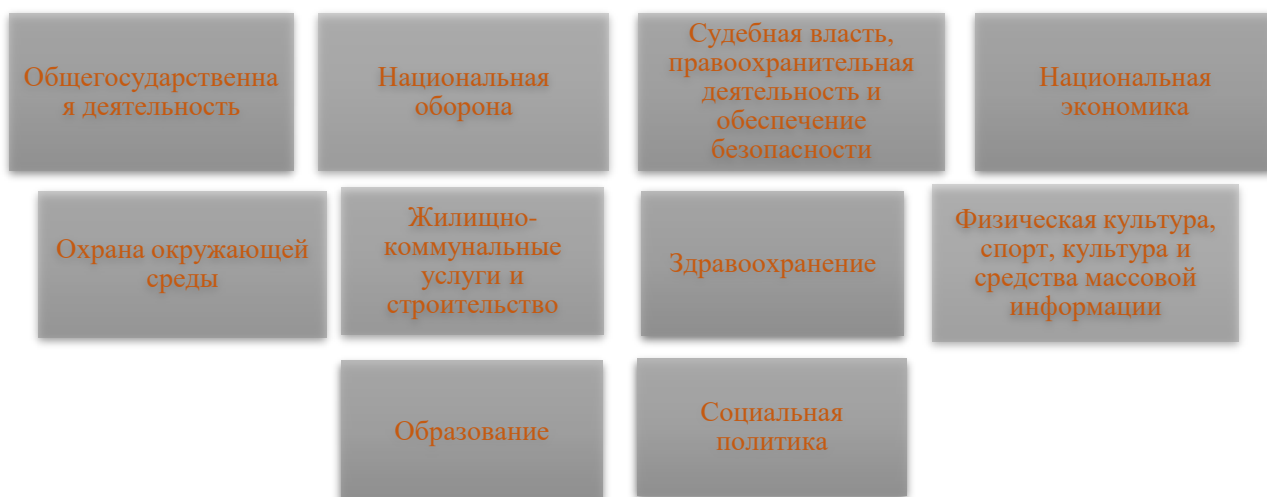 Общегосударственна
я деятельность
Национальная
оборона
Судебная власть,
правоохранительная
деятельность и
обеспечение
безопасности
Национальная
экономика
Охрана окружающей
среды
Жилищно-
коммунальные
услуги и
строительство
Здравоохранение
Физическая культура,
спорт, культура и
средства массовой
информации
Образование
Социальная
политика